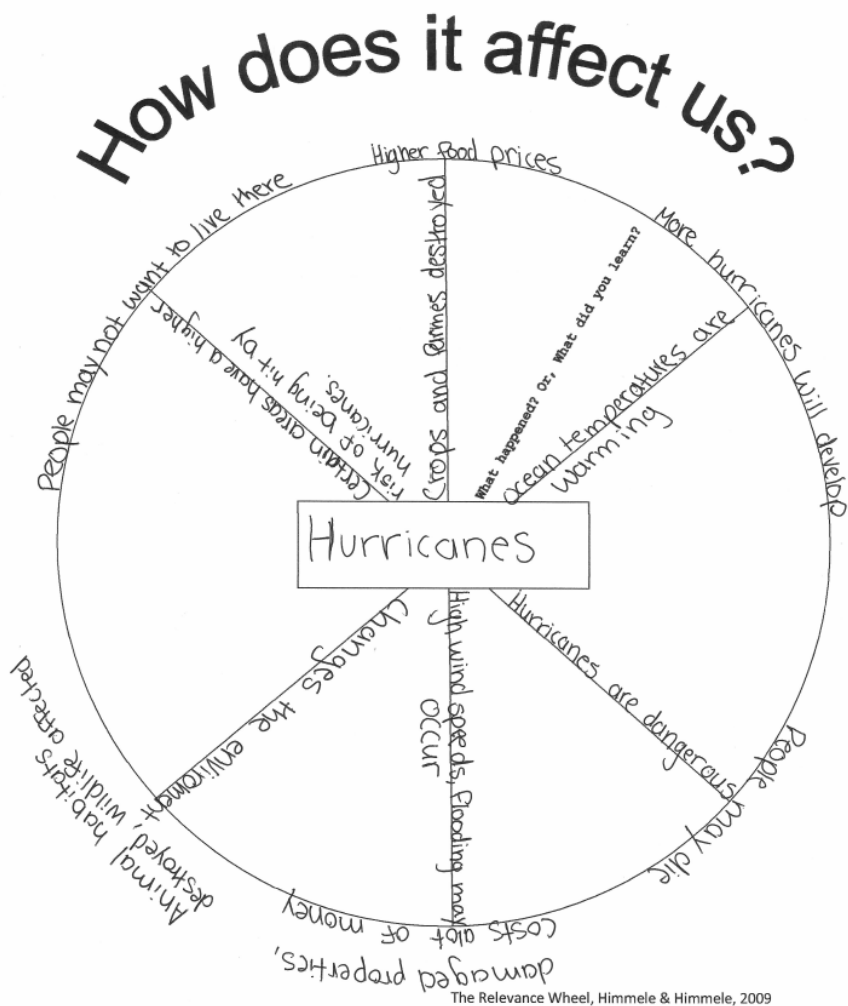 How does it affect us?
Higher food prices
Crops and farmes destroyed
What happened? Or, What did you learn?
More hurricanes will develop
Ocean temperatures are
warming
People may die
Hurricanes are dangerous
damaged properties,
costs alot of money
High wind speeds, flooding may
occur
Animal habitats
destroyed, wildlife affected
Changes the enviroment
People may not want to live there
Certain areas have a higher
risk of being hit by
hurricanes.
Hurricanes
The Relevance Wheel, Himmele & Himmele, 2009